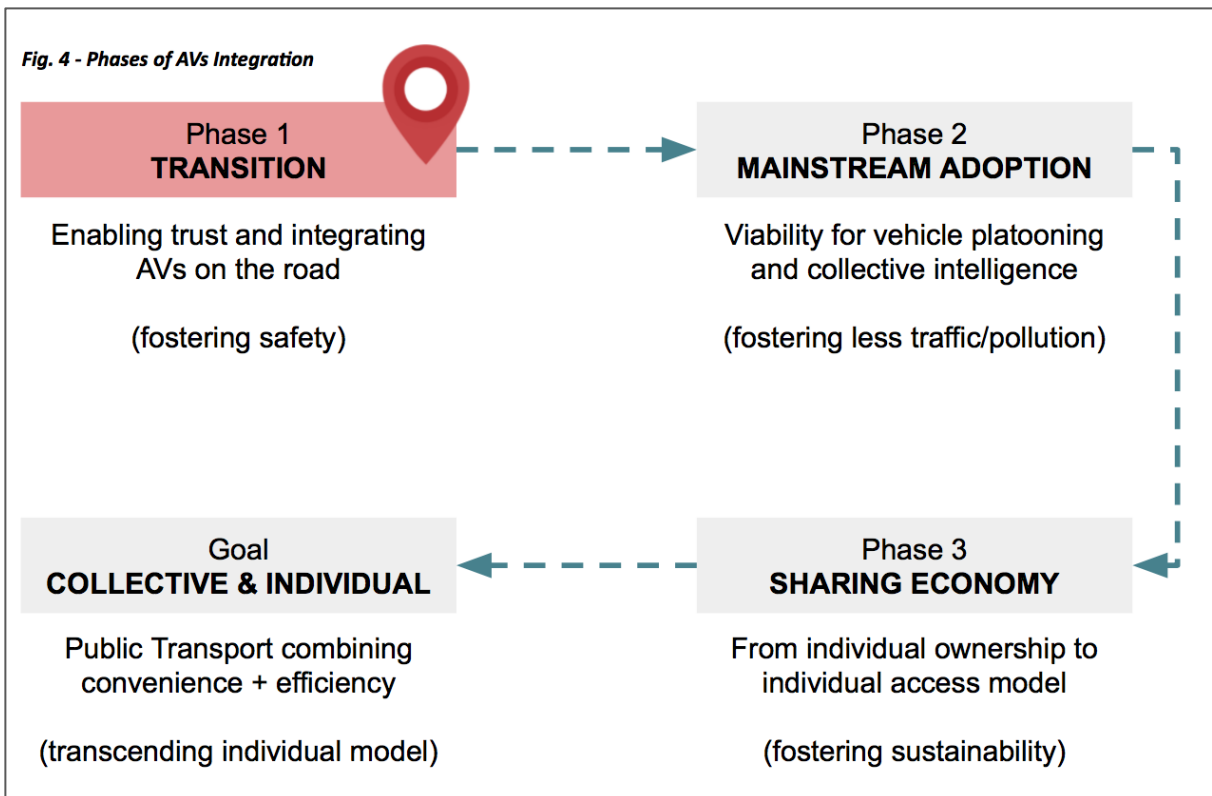 Fig. 4 - Phases of AVs Integration
Phase 1
TRANSITION
Enabling trust and integrating
AVs on the road
(fostering safety)
Phase 2
MAINSTREAM ADOPTION
Viability for vehicle platooning
and collective intelligence
(fostering less traffic/pollution)
Phase 3
SHARING ECONOMY
From individual ownership to
individual access model
(fostering sustainability)
Goal
COLLECTIVE & INDIVIDUAL
Public Transport combining
convenience + efficiency
(transcending individual model)